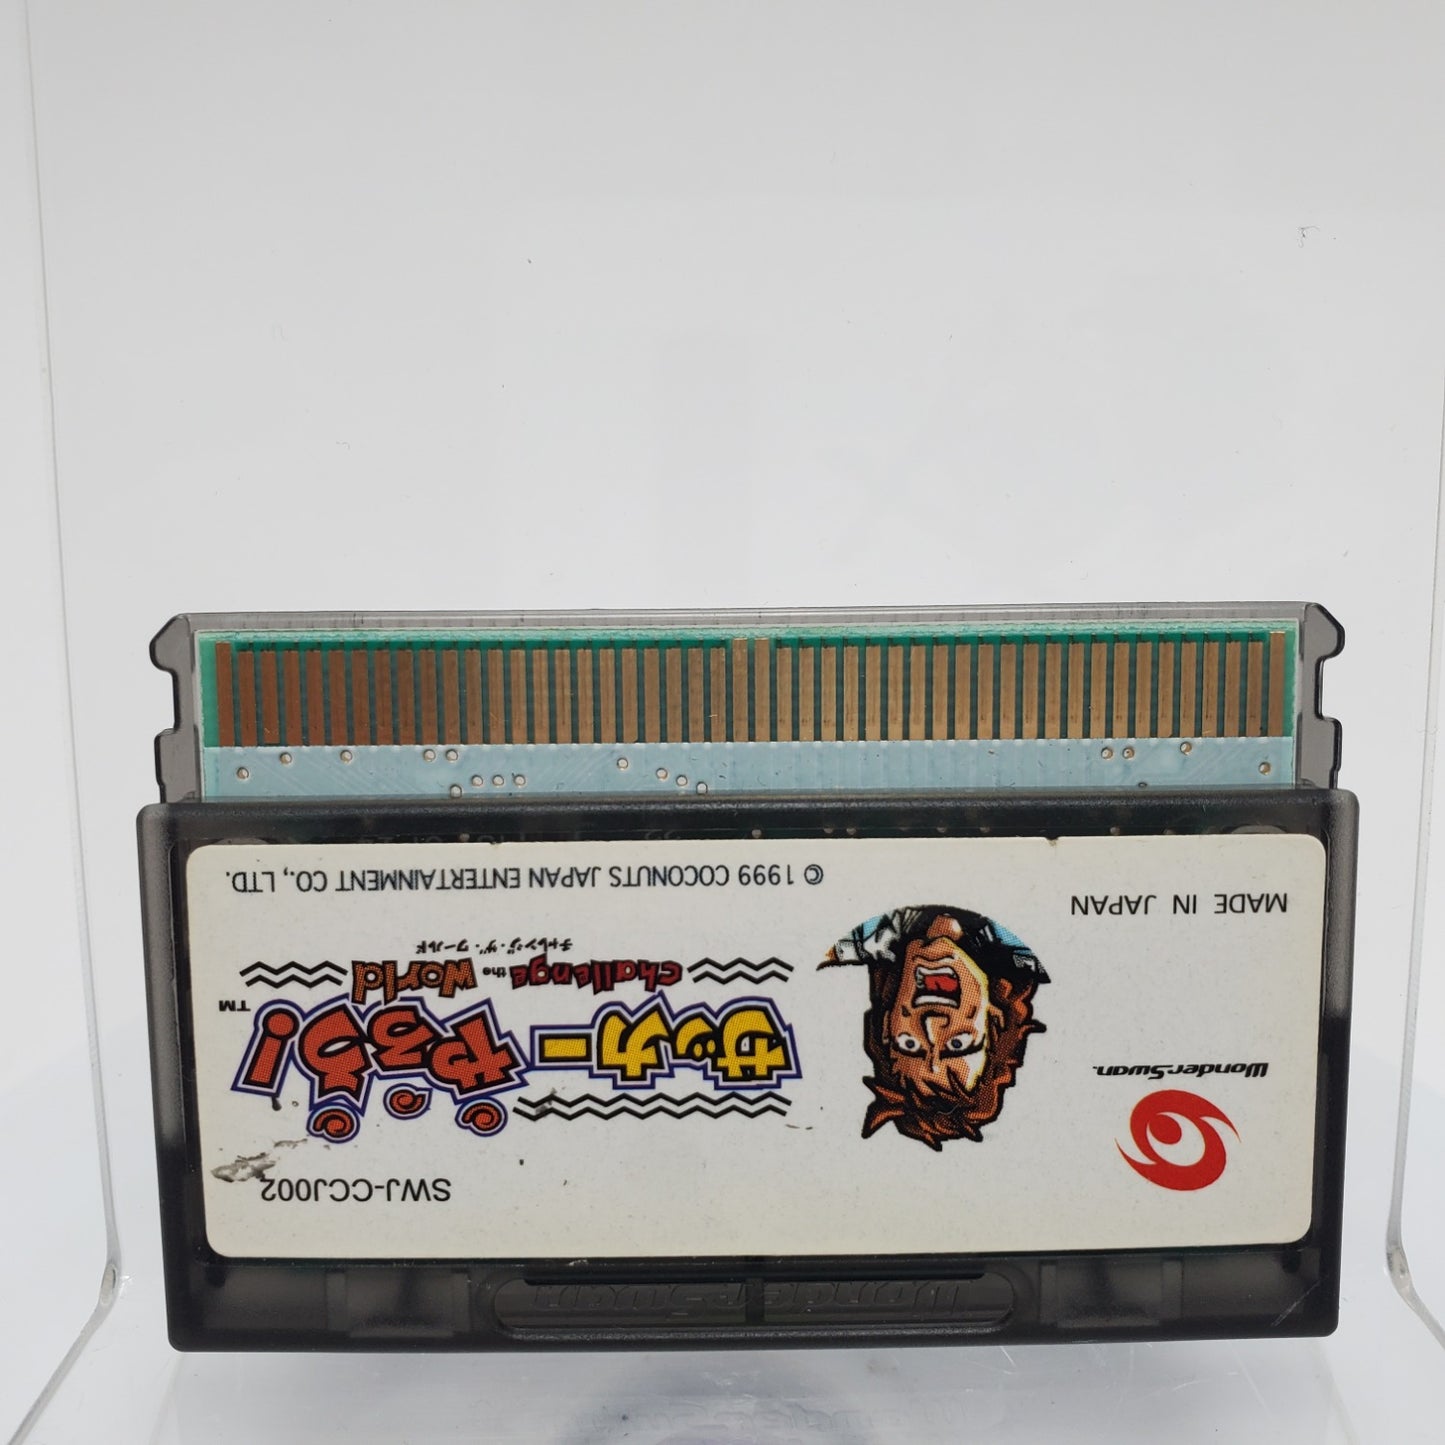 SWJ-CCJ002
サッカーやろう!™
Challenge the World
チャレンジ・ザ・ワールド
WonderSwan™
MADE IN JAPAN
© 1999 COCONUTS JAPAN ENTERTAINMENT CO., LTD.
WonderSwan